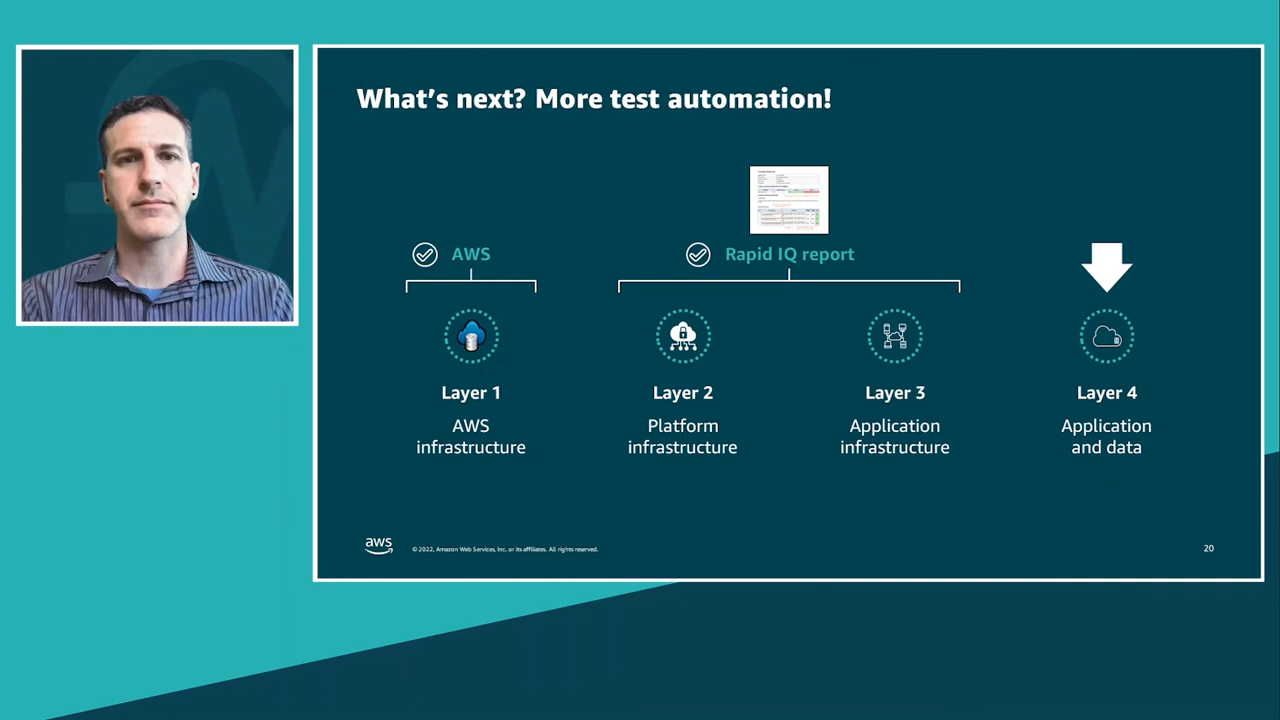 What's next? More test automation!
AWS
Rapid IQ report
Layer 1
AWS
infrastructure
Layer 2
Platform
infrastructure
Layer 3
Application
infrastructure
Layer 4
Application
and data
aws
© 2022, Amazon Web Services, Inc. or its affiliates. All rights reserved.
20